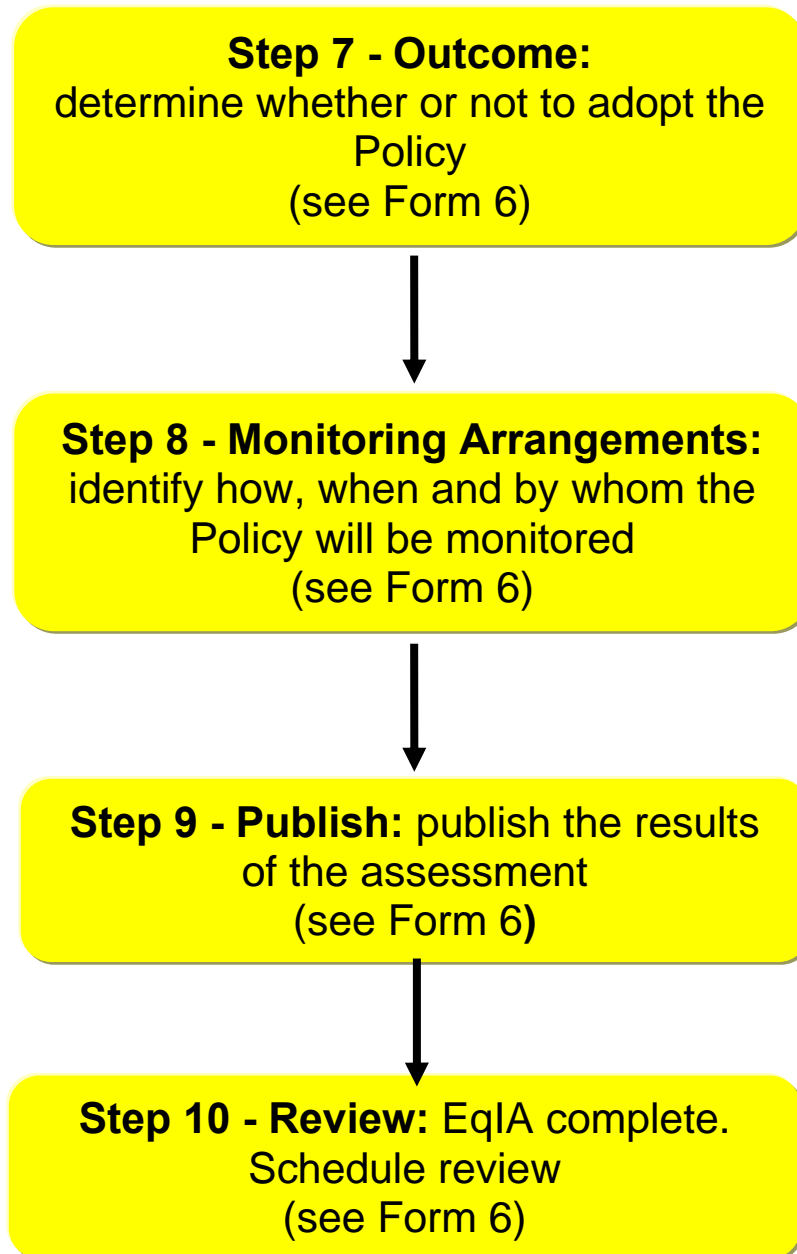 Step 7 - Outcome:
determine whether or not to adopt the
Policy
(see Form 6)
Step 8 - Monitoring Arrangements:
identify how, when and by whom the
Policy will be monitored
(see Form 6)
Step 9 - Publish: publish the results
of the assessment
(see Form 6)
Step 10 - Review: EqIA complete.
Schedule review
(see Form 6)